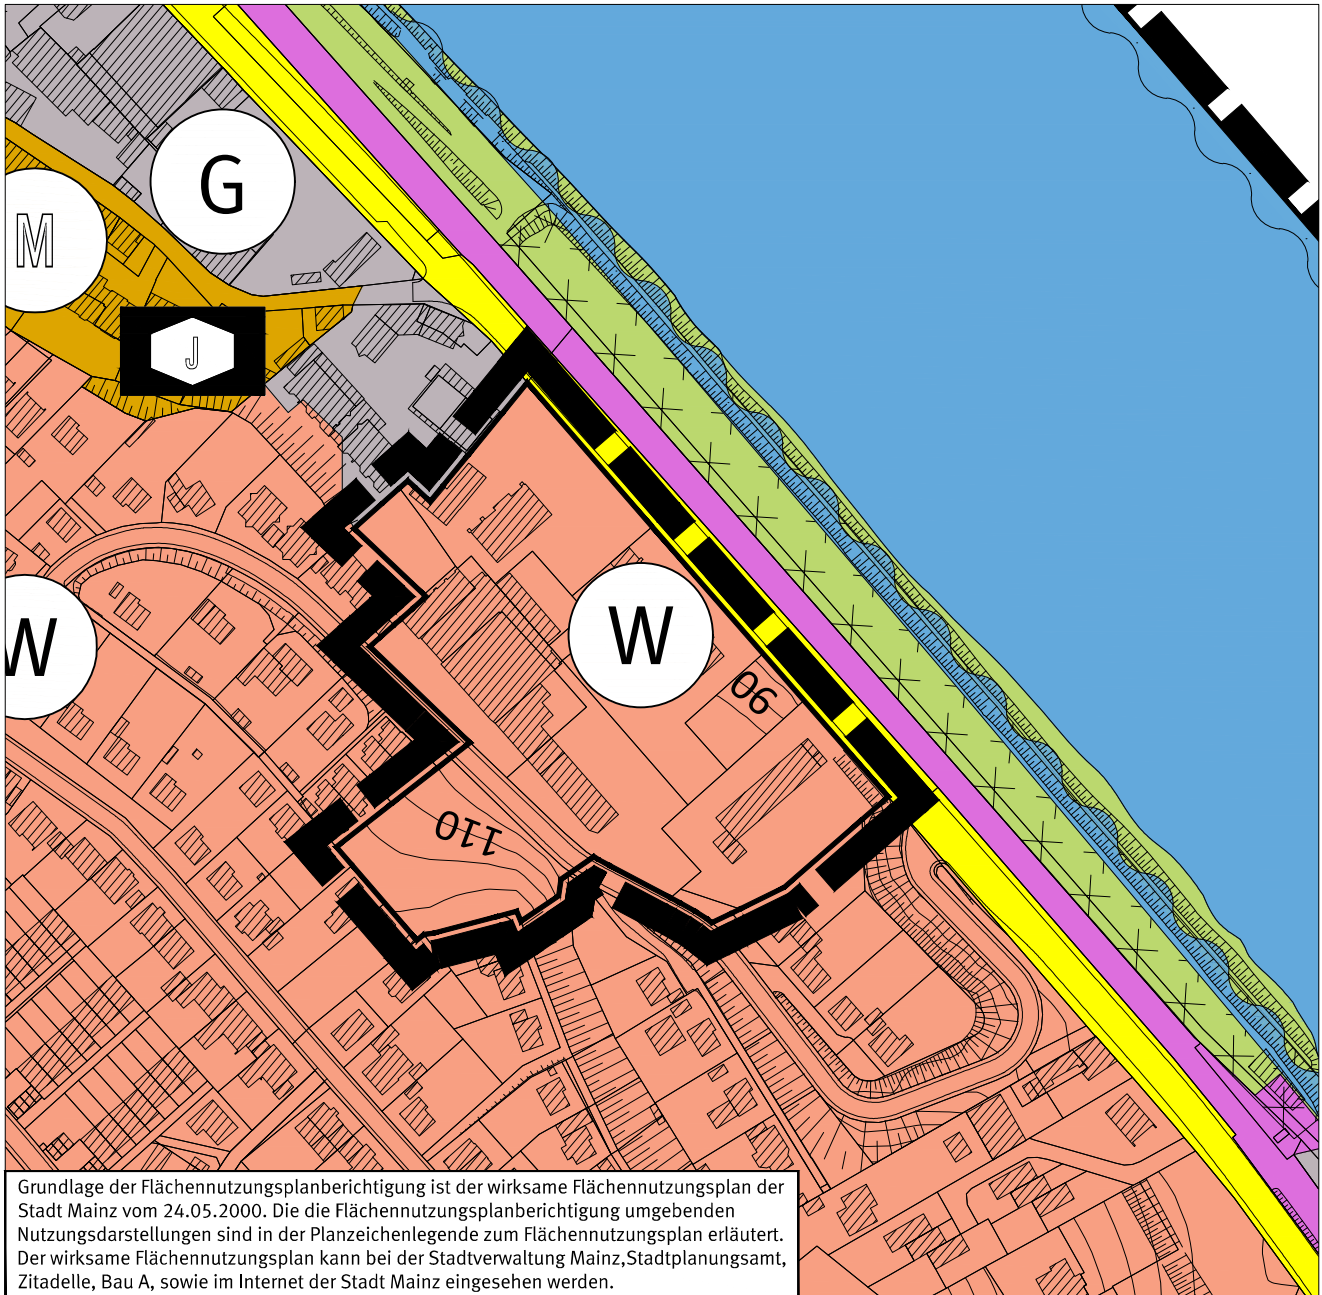 G
M
J
W
W
90
110
Grundlage der Flächennutzungsplanberichtigung ist der wirksame Flächennutzungsplan der
Stadt Mainz vom 24.05.2000. Die die Flächennutzungsplanberichtigung umgebenden
Nutzungsdarstellungen sind in der Planzeichenlegende zum Flächennutzungsplan erläutert.
Der wirksame Flächennutzungsplan kann bei der Stadtverwaltung Mainz,Stadtplanungsamt,
Zitadelle, Bau A, sowie im Internet der Stadt Mainz eingesehen werden.